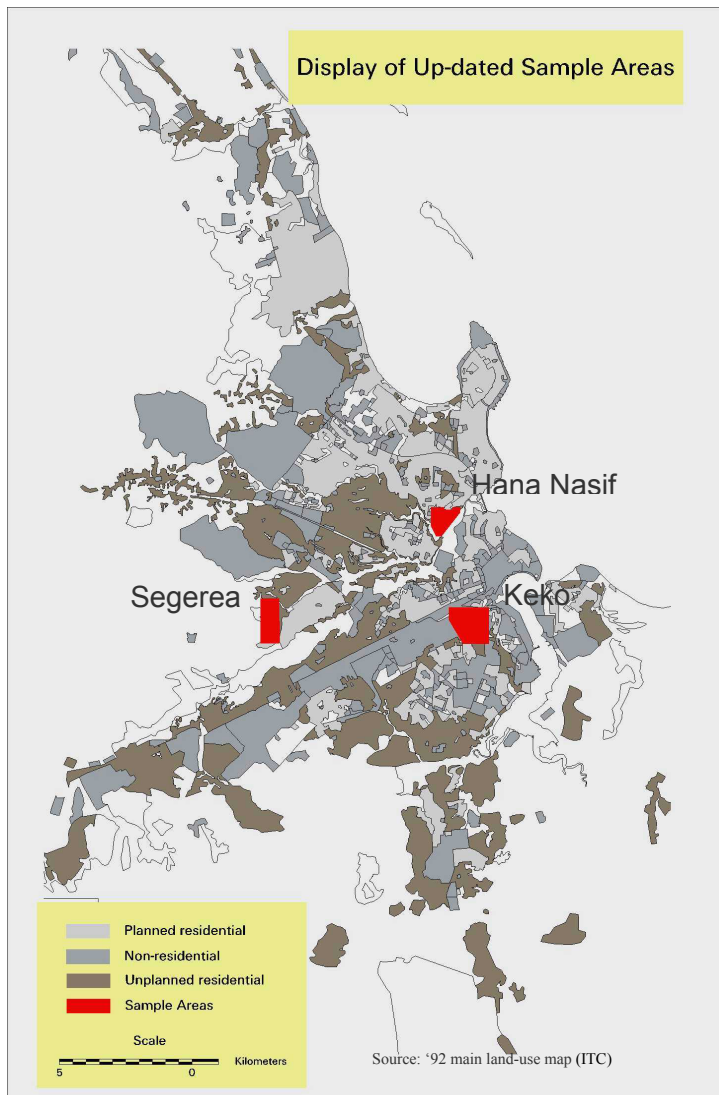 Display of Up-dated Sample Areas
Hana Nasif
Segerea
Keko
Planned residential
Non-residential
Unplanned residential
Sample Areas
Scale
Kilometers
5 0
Source: ‘92 main land-use map (ITC)